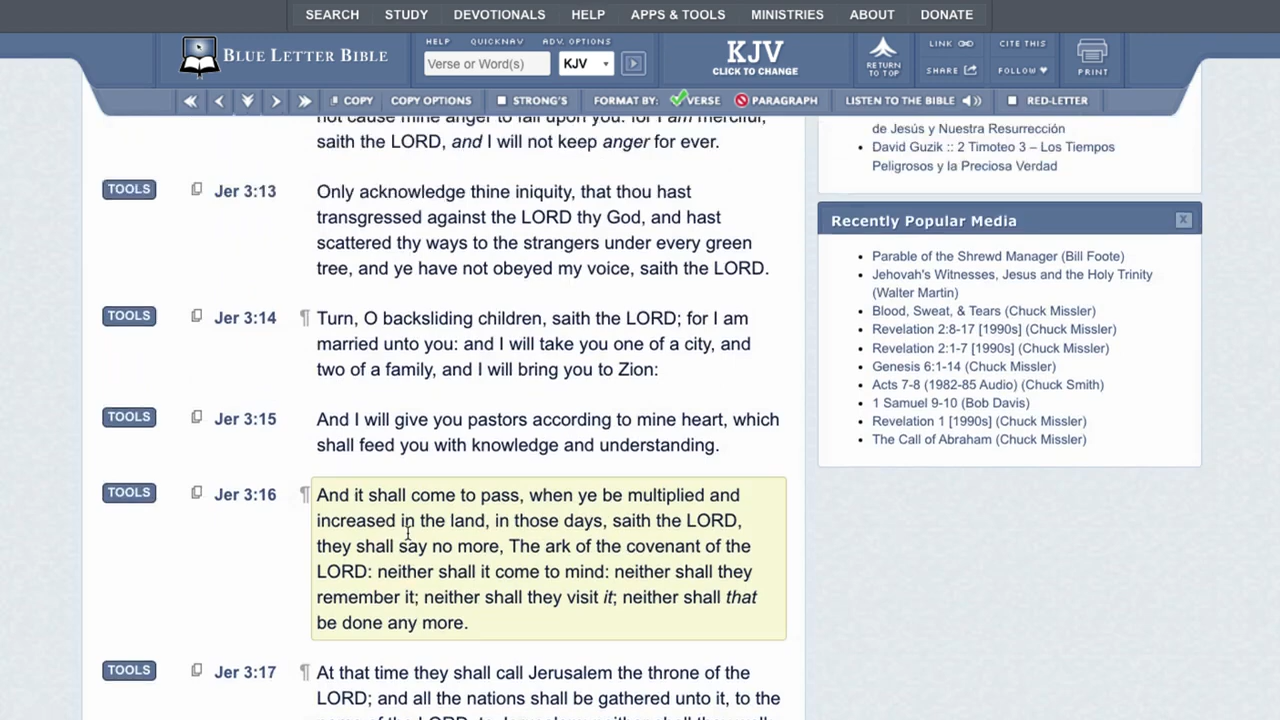 SEARCH STUDY DEVOTIONALS HELP APPS & TOOLS MINISTRIES ABOUT DONATE
BLUE LETTER BIBLE
HELP QUICKNAV ADV. OPTIONS
Verse or Word(s) KJV
KJV
CLICK TO CHANGE
RETURN
TO TOP
LINK CITE THIS
SHARE FOLLOW
PRINT
COPY COPY OPTIONS STRONG'S FORMAT BY: VERSE PARAGRAPH LISTEN TO THE BIBLE RED-LETTER
not cause mine anger to fall upon you: for I am merciful,
saith the LORD, and I will not keep anger for ever.
TOOLS Jer 3:13 Only acknowledge thine iniquity, that thou hast
transgressed against the LORD thy God, and hast
scattered thy ways to the strangers under every green
tree, and ye have not obeyed my voice, saith the LORD.
TOOLS Jer 3:14 ¶ Turn, O backsliding children, saith the LORD; for I am
married unto you: and I will take you one of a city, and
two of a family, and I will bring you to Zion:
TOOLS Jer 3:15 And I will give you pastors according to mine heart, which
shall feed you with knowledge and understanding.
TOOLS Jer 3:16 ¶ And it shall come to pass, when ye be multiplied and
increased in the land, in those days, saith the LORD,
they shall say no more, The ark of the covenant of the
LORD: neither shall it come to mind: neither shall they
remember it; neither shall they visit it; neither shall that
be done any more.
TOOLS Jer 3:17 ¶ At that time they shall call Jerusalem the throne of the
LORD; and all the nations shall be gathered unto it, to the
de Jesús y Nuestra Resurrección
David Guzik :: 2 Timoteo 3 – Los Tiempos
Peligrosos y la Preciosa Verdad
Recently Popular Media x
Parable of the Shrewd Manager (Bill Foote)
Jehovah's Witnesses, Jesus and the Holy Trinity
(Walter Martin)
Blood, Sweat, & Tears (Chuck Missler)
Revelation 2:8-17 [1990s] (Chuck Missler)
Revelation 2:1-7 [1990s] (Chuck Missler)
Genesis 6:1-14 (Chuck Missler)
Acts 7-8 (1982-85 Audio) (Chuck Smith)
1 Samuel 9-10 (Bob Davis)
Revelation 1 [1990s] (Chuck Missler)
The Call of Abraham (Chuck Missler)